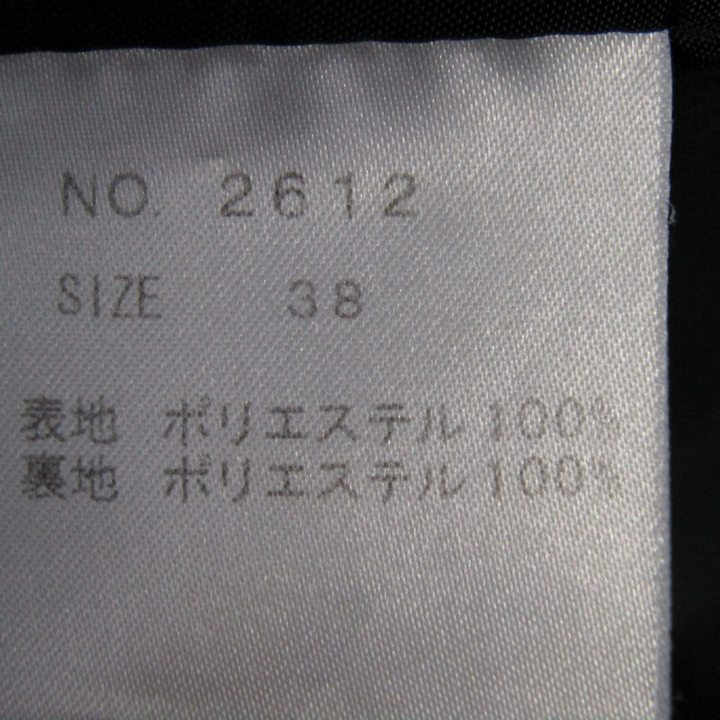 NO. 2612
SIZE 38
表地 ポリエステル100%
裏地 ポリエステル100%